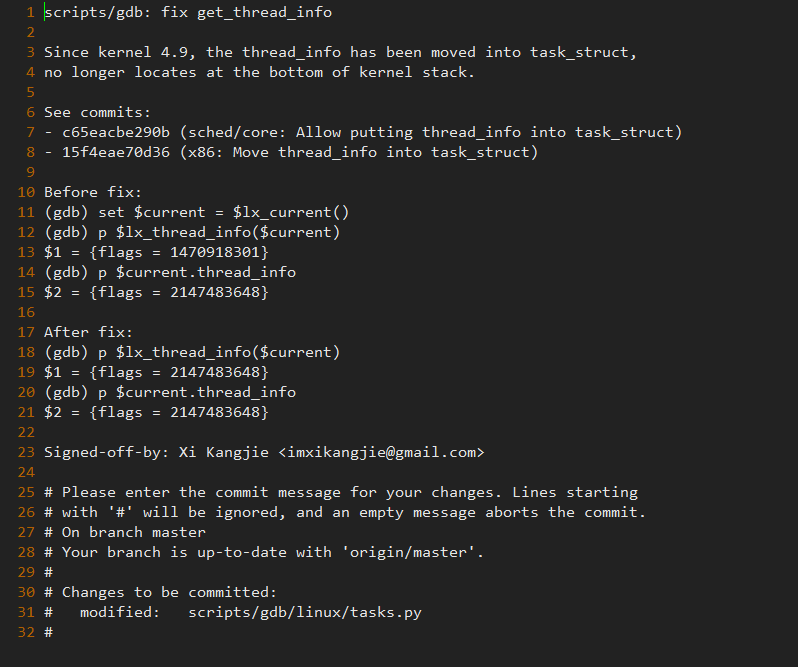 1 scripts/gdb: fix get_thread_info
2
3 Since kernel 4.9, the thread_info has been moved into task_struct,
4 no longer locates at the bottom of kernel stack.
5
6 See commits:
7 - c65eacbe290b (sched/core: Allow putting thread_info into task_struct)
8 - 15f4eae70d36 (x86: Move thread_info into task_struct)
9
10 Before fix:
11 (gdb) set $current = $lx_current()
12 (gdb) p $lx_thread_info($current)
13 $1 = {flags = 1470918301}
14 (gdb) p $current.thread_info
15 $2 = {flags = 2147483648}
16
17 After fix:
18 (gdb) p $lx_thread_info($current)
19 $1 = {flags = 2147483648}
20 (gdb) p $current.thread_info
21 $2 = {flags = 2147483648}
22
23 Signed-off-by: Xi Kangjie <imxikangjie@gmail.com>
24
25 # Please enter the commit message for your changes. Lines starting
26 # with '#' will be ignored, and an empty message aborts the commit.
27 # On branch master
28 # Your branch is up-to-date with 'origin/master'.
29 #
30 # Changes to be committed:
31 #   modified:   scripts/gdb/linux/tasks.py
32 #